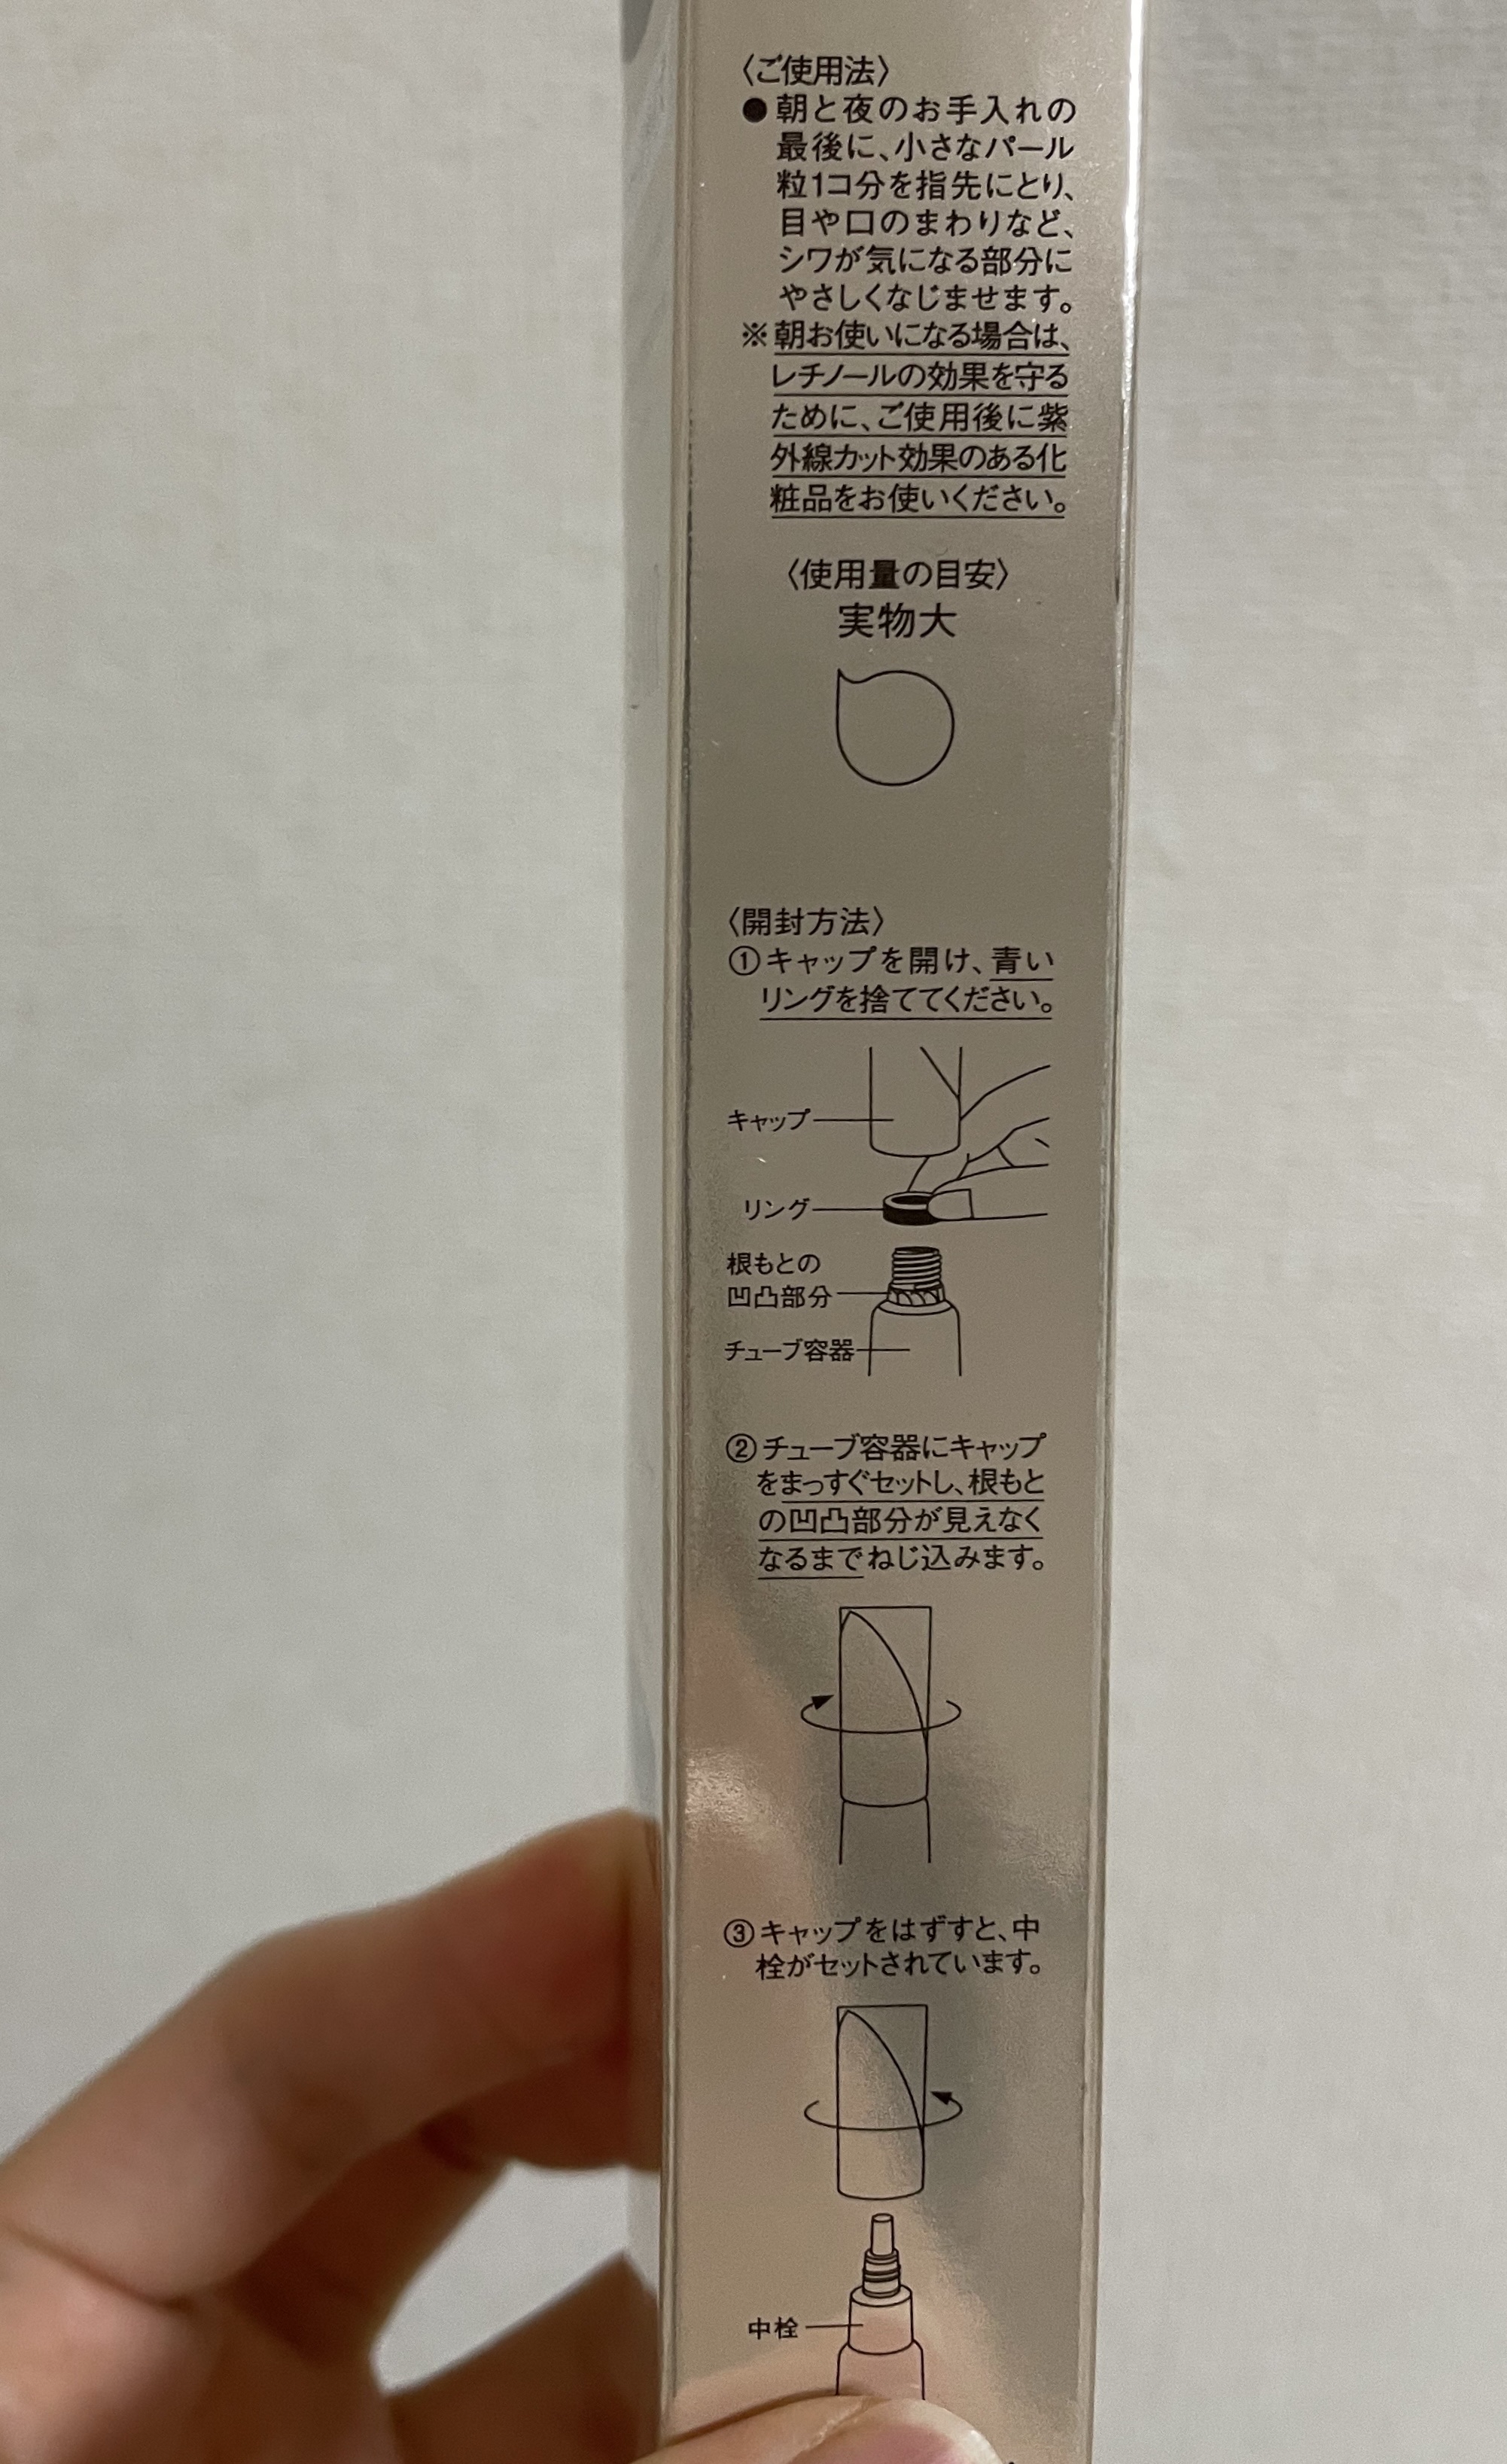 〈ご使用法〉
●朝と夜のお手入れの
最後に、小さなパール
粒1コ分を指先にとり、
目や口のまわりなど、
シワが気になる部分に
やさしくなじませます。
※朝お使いになる場合は、
レチノールの効果を守る
ために、ご使用後に紫
外線カット効果のある化
粧品をお使いください。
〈使用量の目安〉
実物大
〈開封方法〉
①キャップを開け、青い
リングを捨ててください。
キャップ
リング
根もとの
凹凸部分
チューブ容器
②チューブ容器にキャップ
をまっすぐセットし、根もと
の凹凸部分が見えなく
なるまでねじ込みます。
③キャップをはずすと、中
栓がセットされています。
中栓